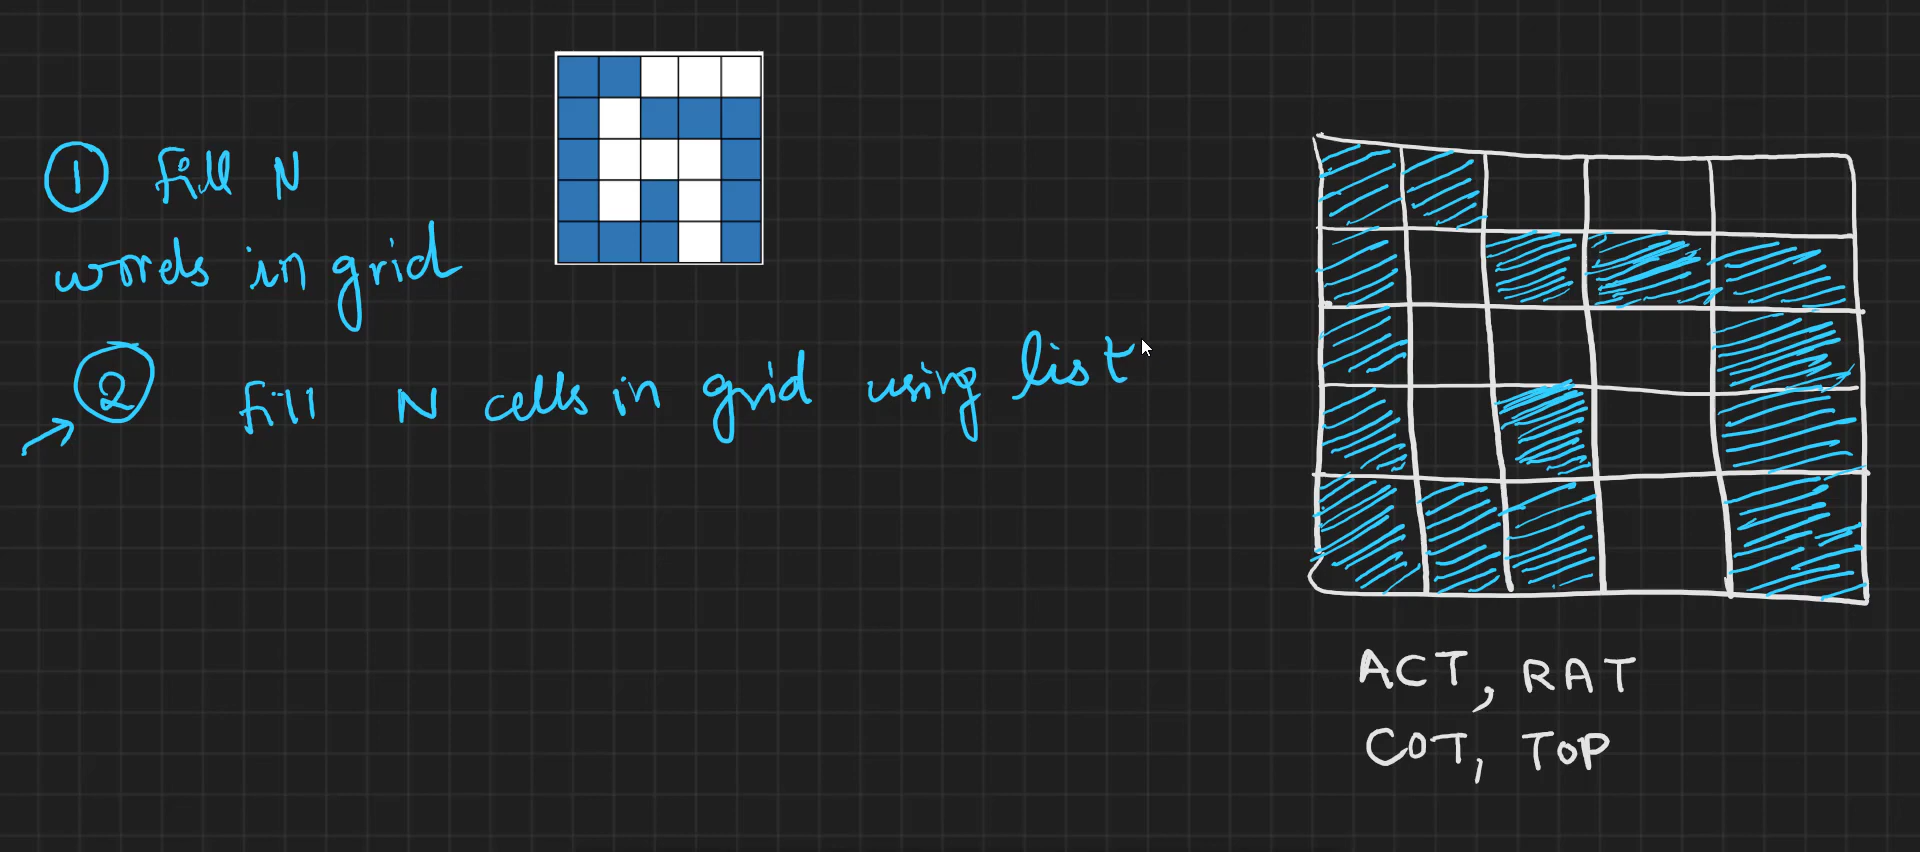 ① fill N
words in grid
② fill N cells in grid using list
ACT, RAT
COT, TOP